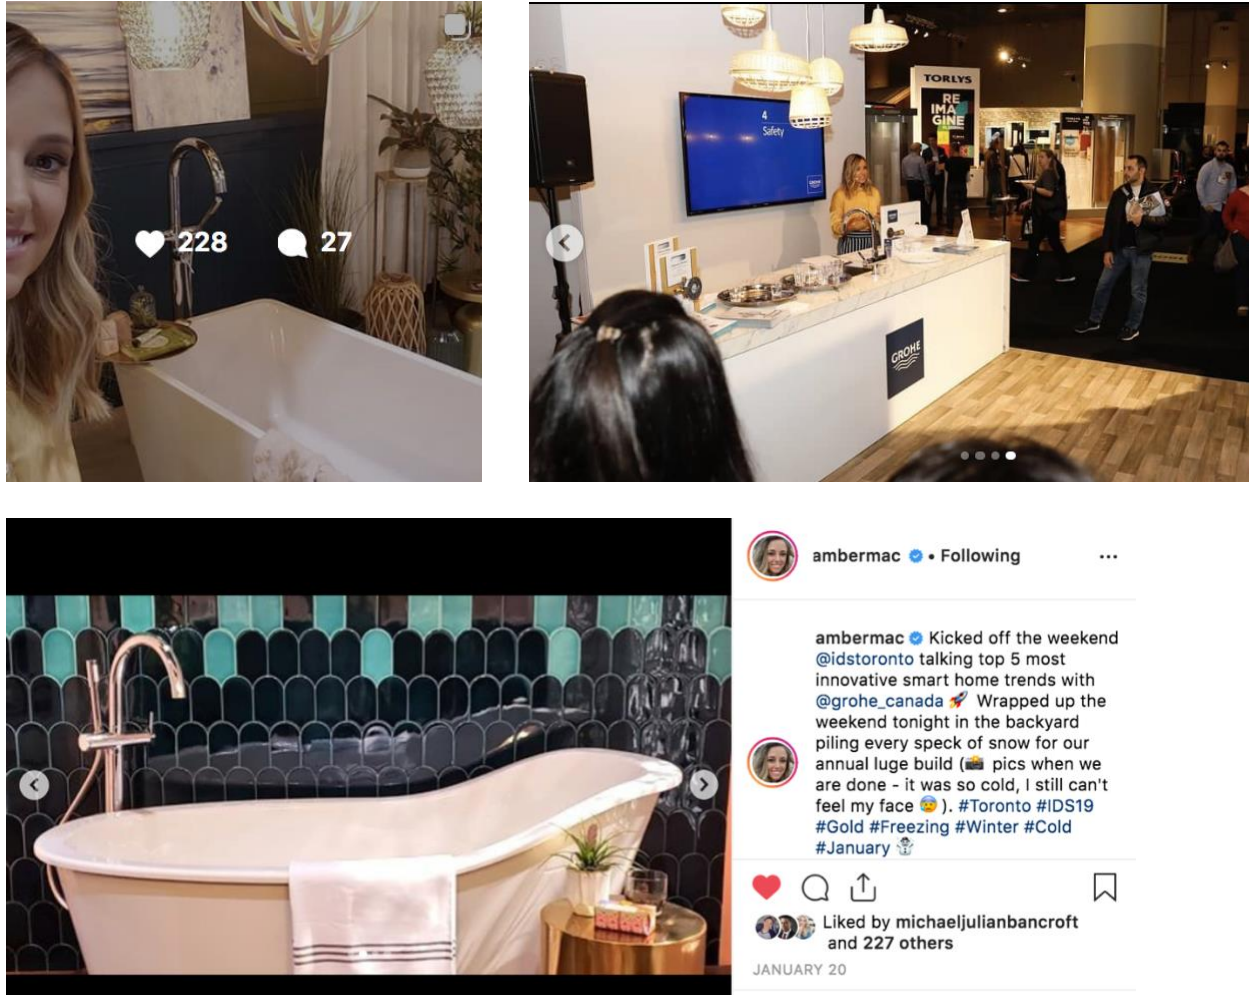 228 27
4
Safety
GROHE
TORLYS
RE
IMA
GINE
GROHE
ambermac • Following
ambermac Kicked off the weekend
@idstoronto talking top 5 most
innovative smart home trends with
@grohe_canada 🚀 Wrapped up the
weekend tonight in the backyard
piling every speck of snow for our
annual luge build (📸 pics when we
are done - it was so cold, I still can't
feel my face 😰). #Toronto #IDS19
#Gold #Freezing #Winter #Cold
#January ⛄
Liked by michaeljulianbancroft
and 227 others
JANUARY 20